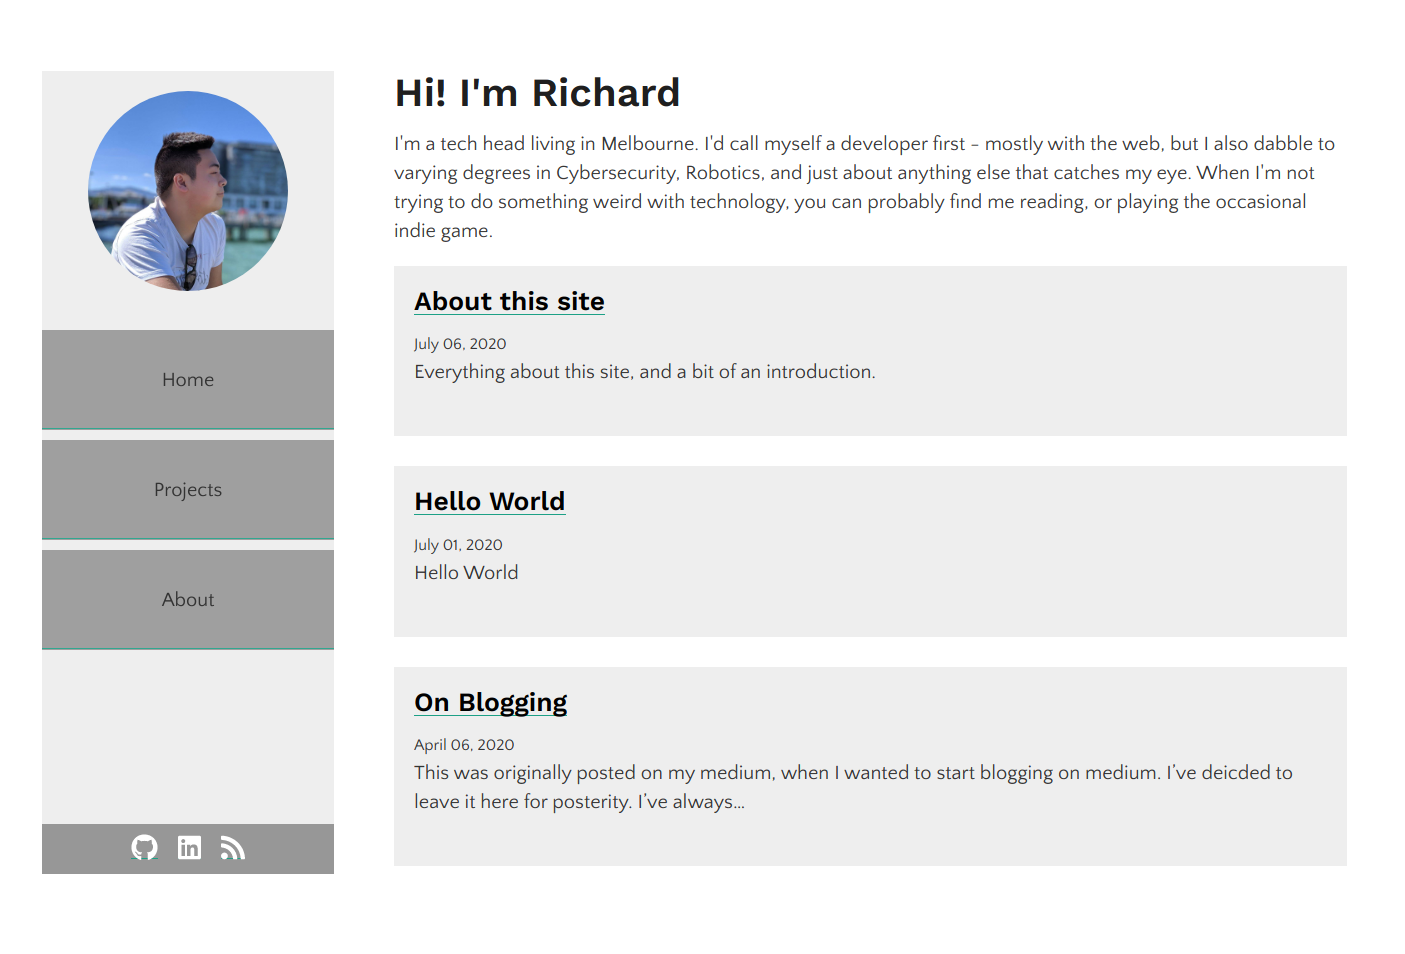 Hi! I'm Richard
I'm a tech head living in Melbourne. I'd call myself a developer first - mostly with the web, but I also dabble to
varying degrees in Cybersecurity, Robotics, and just about anything else that catches my eye. When I'm not
trying to do something weird with technology, you can probably find me reading, or playing the occasional
indie game.
Home
Projects
About
About this site
July 06, 2020
Everything about this site, and a bit of an introduction.
Hello World
July 01, 2020
Hello World
On Blogging
April 06, 2020
This was originally posted on my medium, when I wanted to start blogging on medium. I’ve deicded to
leave it here for posterity. I’ve always…